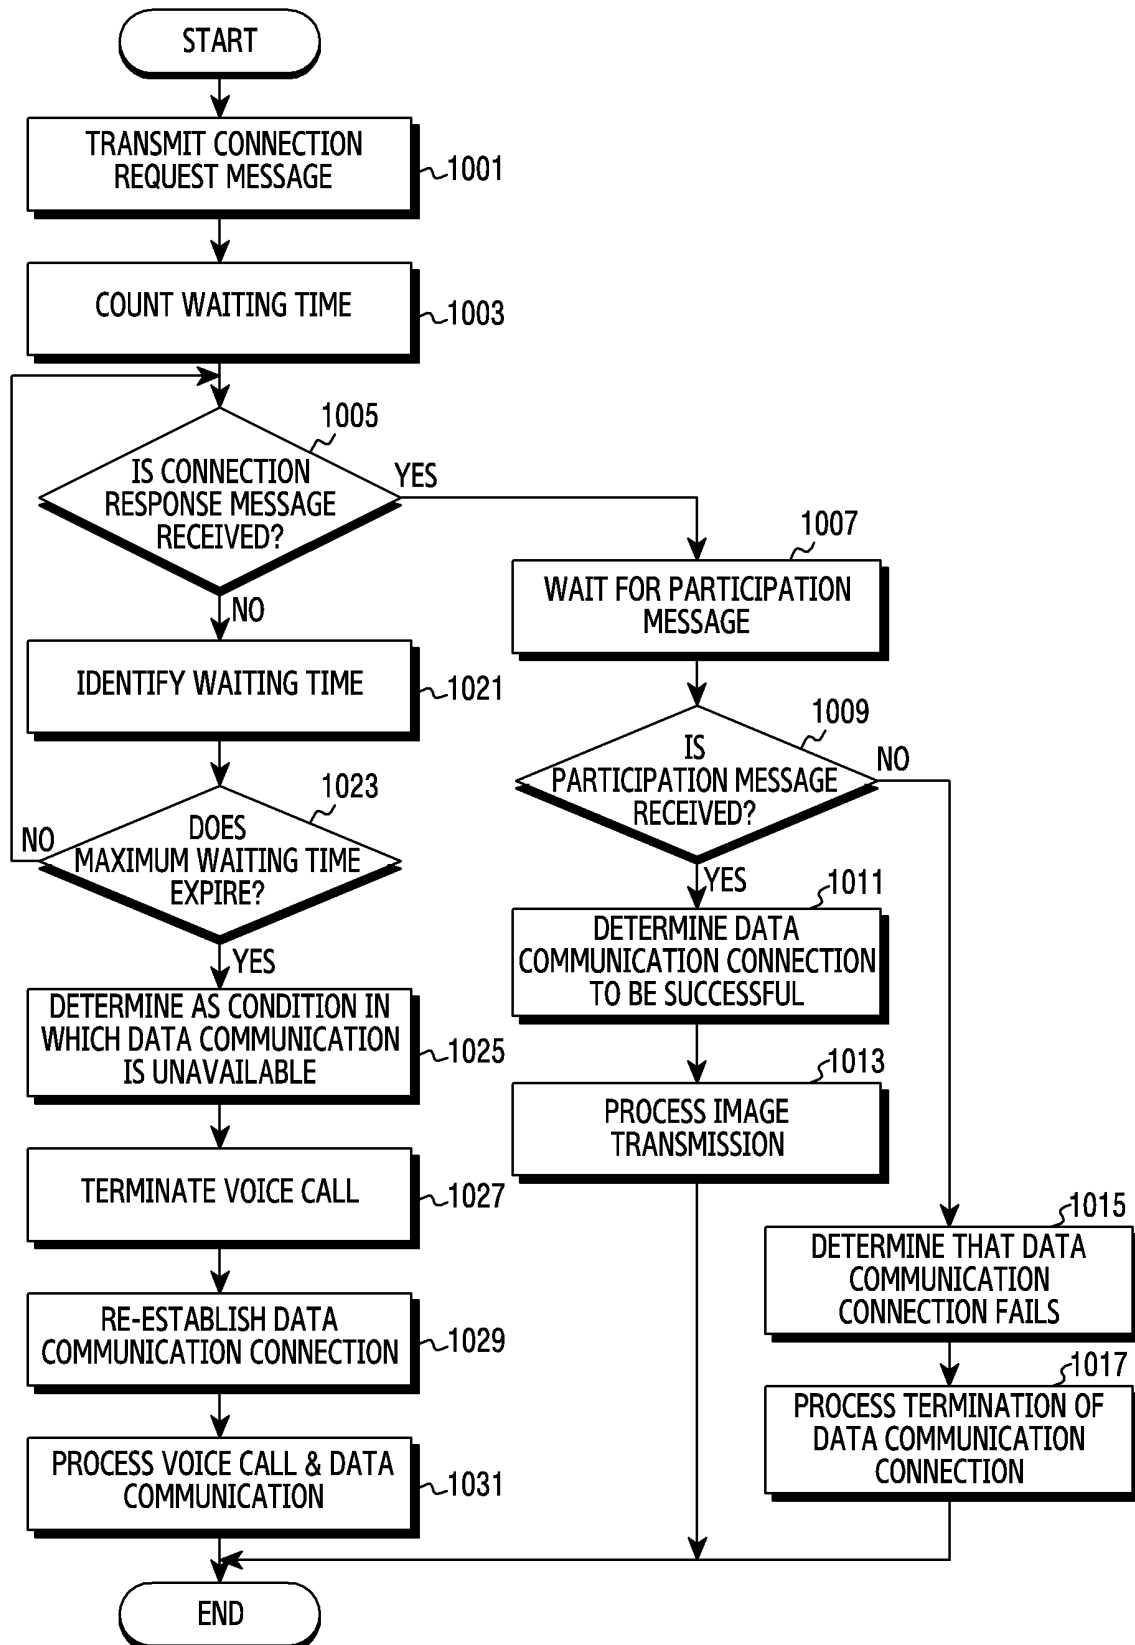 START
TRANSMIT CONNECTION
REQUEST MESSAGE
1001
COUNT WAITING TIME
1003
1005
IS CONNECTION
RESPONSE MESSAGE
RECEIVED?
YES
NO
1007
WAIT FOR PARTICIPATION
MESSAGE
IDENTIFY WAITING TIME
1021
1009
IS
PARTICIPATION MESSAGE
RECEIVED?
NO
YES
1023
DOES
MAXIMUM WAITING TIME
EXPIRE?
NO
YES
1011
DETERMINE DATA
COMMUNICATION CONNECTION
TO BE SUCCESSFUL
DETERMINE AS CONDITION IN
WHICH DATA COMMUNICATION
IS UNAVAILABLE
1025
1013
PROCESS IMAGE
TRANSMISSION
TERMINATE VOICE CALL
1027
1015
DETERMINE THAT DATA
COMMUNICATION
CONNECTION FAILS
RE-ESTABLISH DATA
COMMUNICATION CONNECTION
1029
1017
PROCESS TERMINATION OF
DATA COMMUNICATION
CONNECTION
PROCESS VOICE CALL & DATA
COMMUNICATION
1031
END